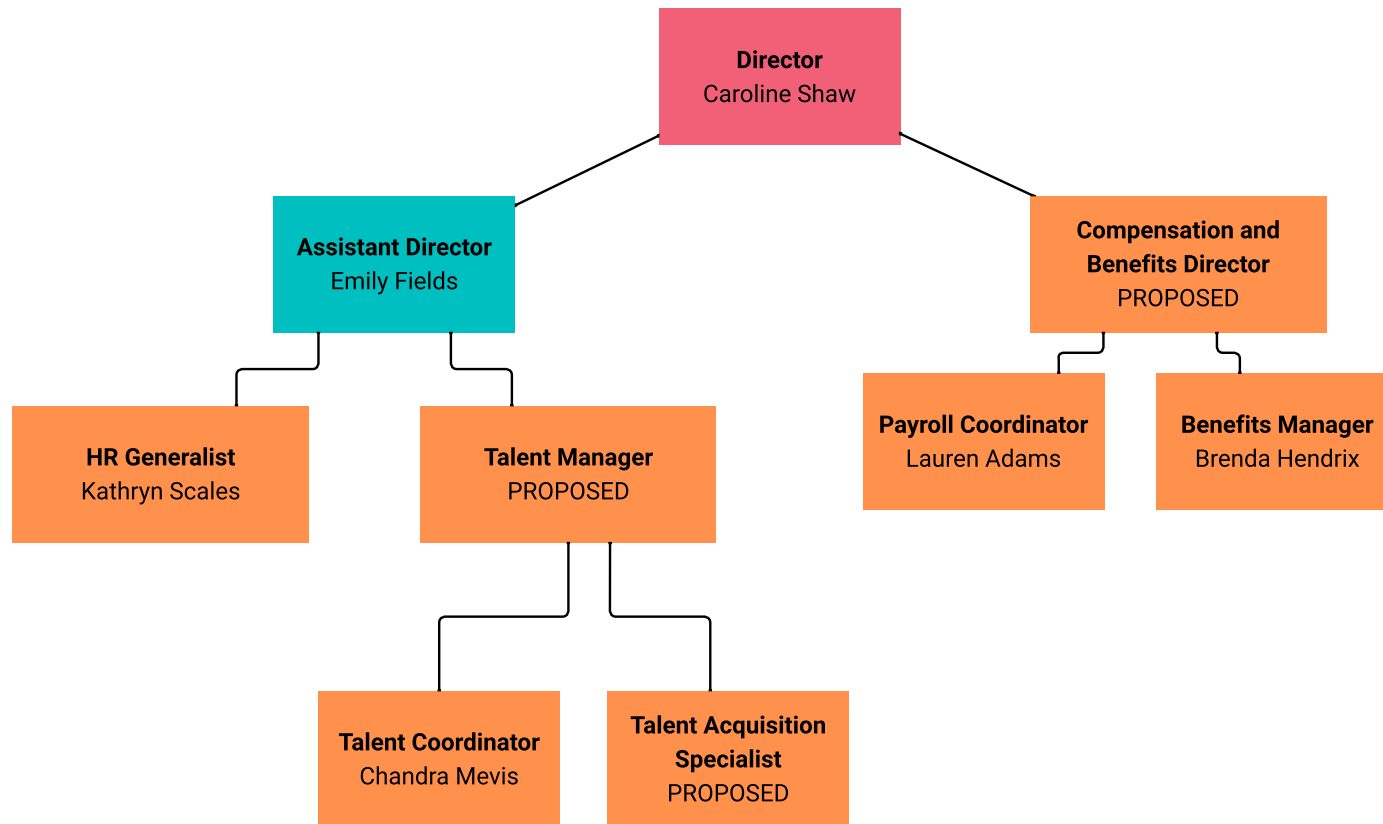 Director
Caroline Shaw
Assistant Director
Emily Fields
Compensation and
Benefits Director
PROPOSED
HR Generalist
Kathryn Scales
Talent Manager
PROPOSED
Payroll Coordinator
Lauren Adams
Benefits Manager
Brenda Hendrix
Talent Coordinator
Chandra Mevis
Talent Acquisition
Specialist
PROPOSED